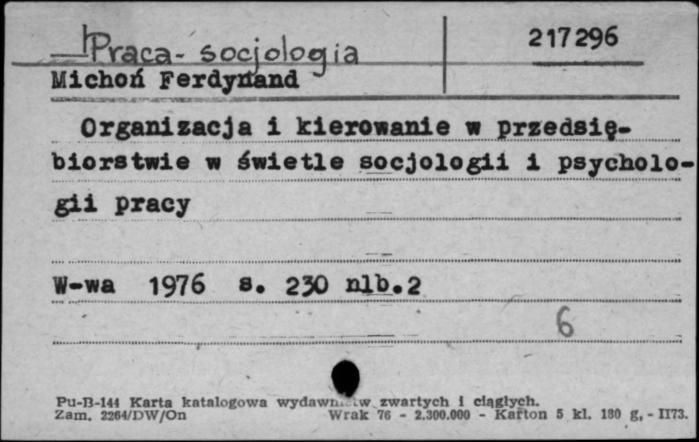 Praca- socjologia
217296
Michoń Ferdynand
Organizacja i kierowanie w przedsię-
biorstwie w świetle socjologii i psycholo-
gii pracy
W-wa 1976 s. 230 nlb.2
6
Pu-B-144 Karta katalogowa wydawnictw zwartych i ciągłych.
Zam. 2264/DW/On Wrak 76 - 2.300.000 - Karton 5 kl. 180 g, - II73.